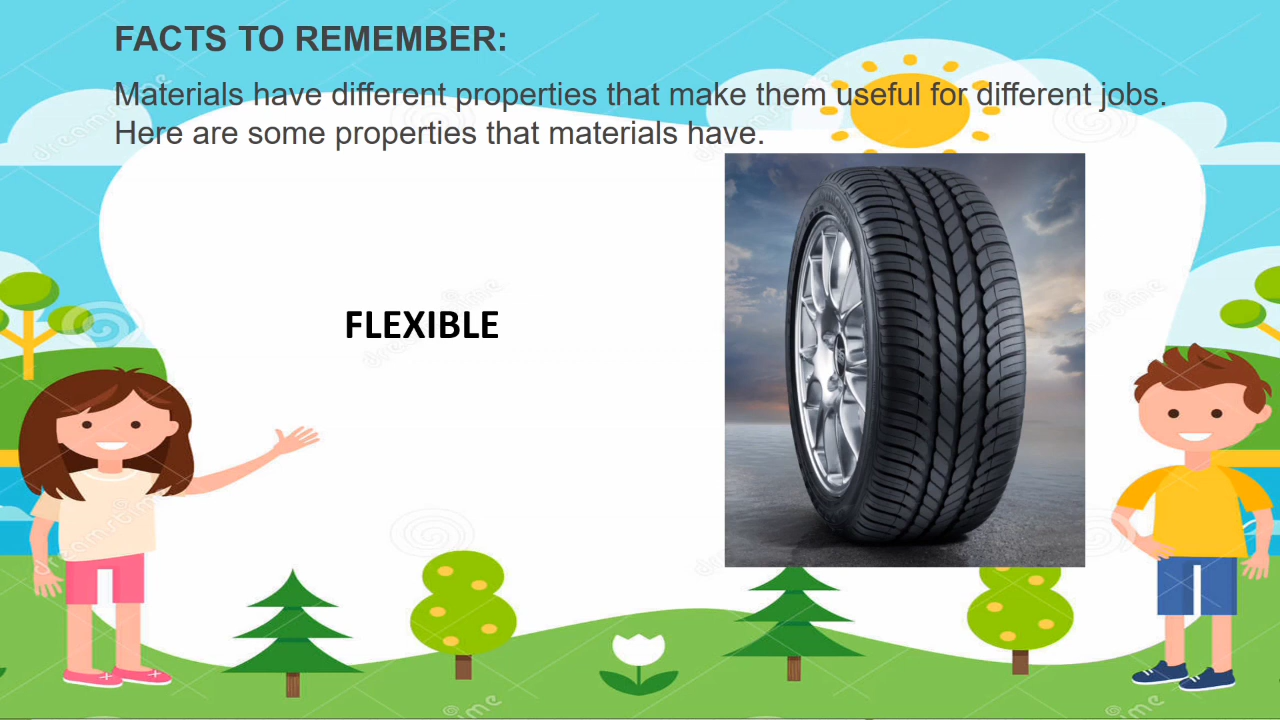 FACTS TO REMEMBER:
Materials have different properties that make them useful for different jobs.
Here are some properties that materials have.
FLEXIBLE